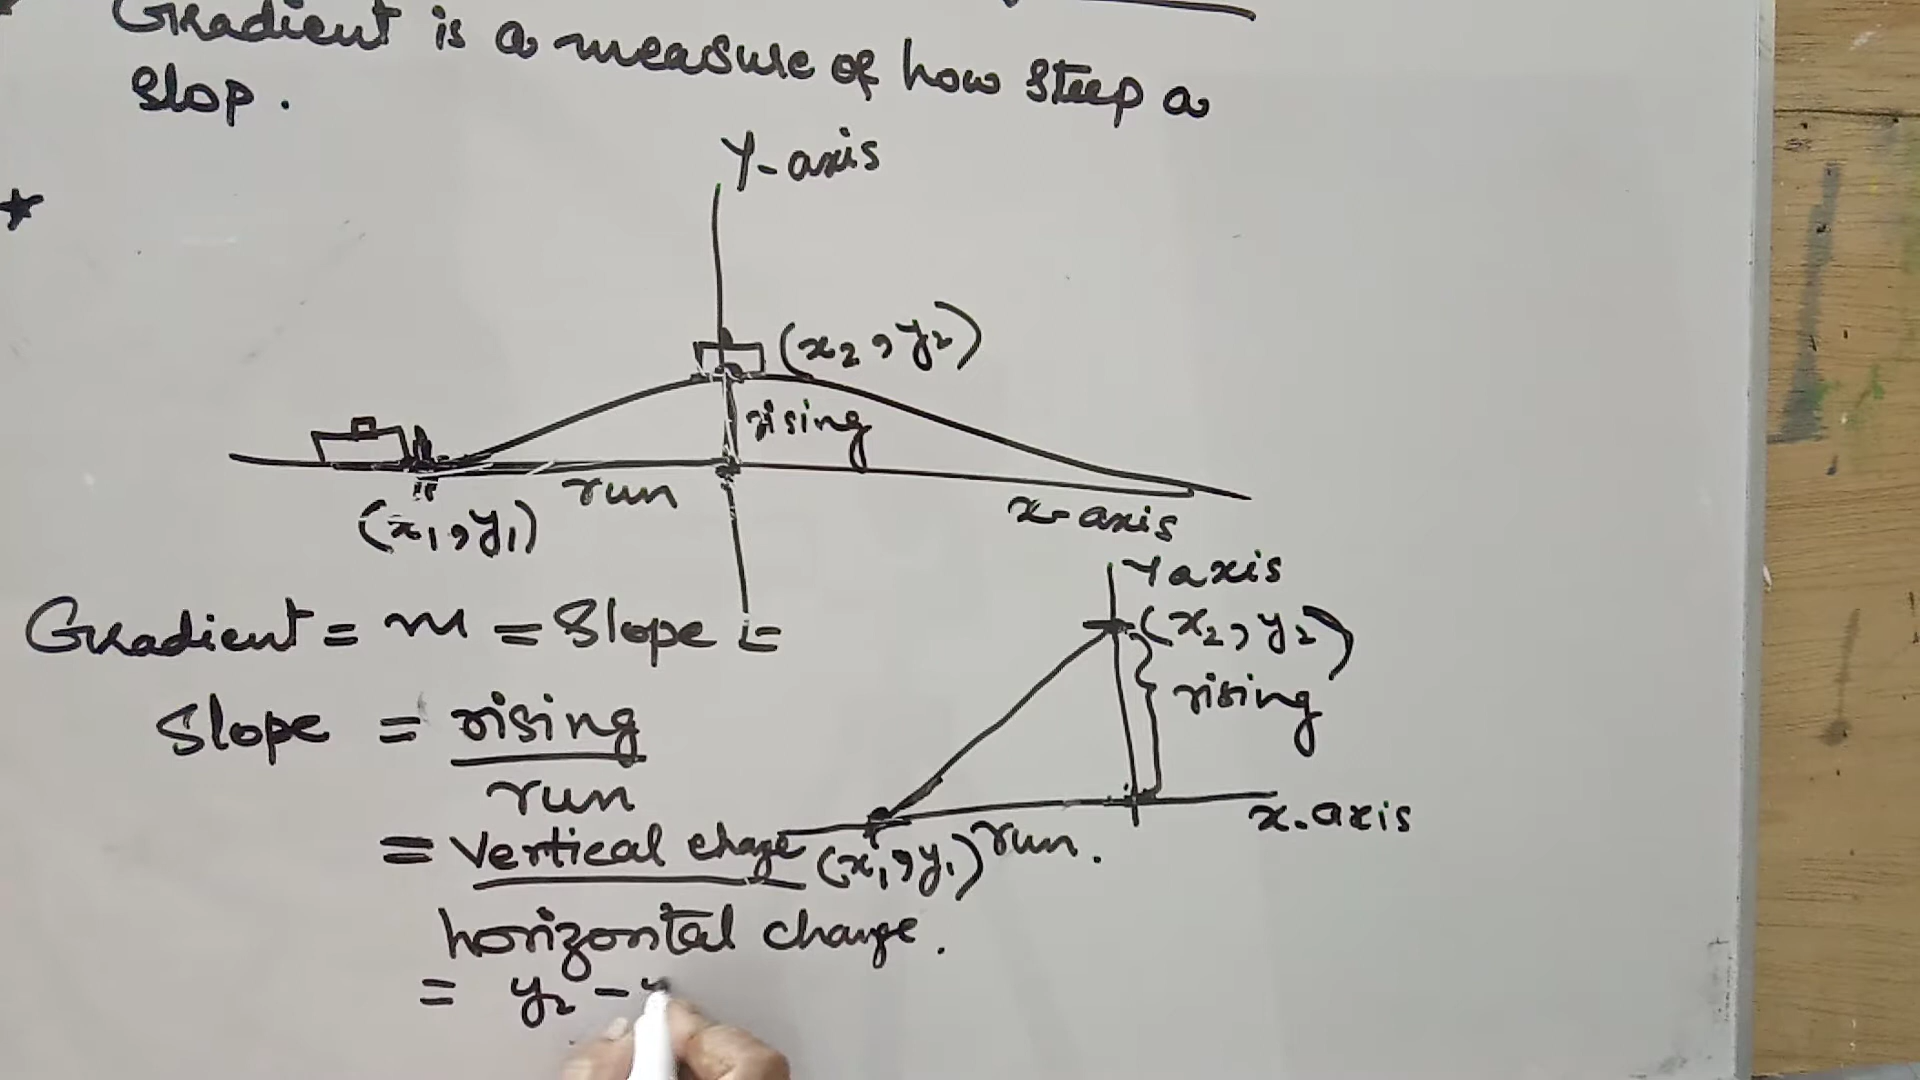 Gradient is a measure of how steep a
slop.
Y-axis
(x₂, y₂)
rising
run
(x₁, y₁)
x-axis
Y axis
Gradient = m = Slope =
(x₂, y₂)
rising
Slope = rising
run
x.axis
= Vertical chage
(x₁, y₁) run.
horizontal change.
= y₂ - y